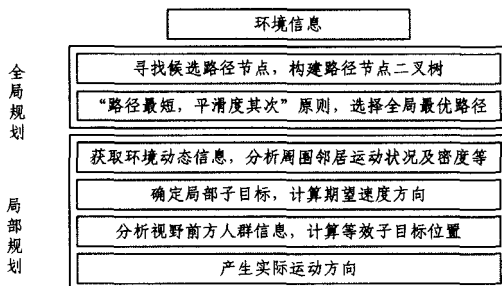 环境信息
全局规划
寻找候选路径节点，构建路径节点二叉树
“路径最短，平滑度其次”原则，选择全局最优路径
局部规划
获取环境动态信息，分析周围邻居运动状况及密度等
确定局部子目标，计算期望速度方向
分析视野前方人群信息，计算等效子目标位置
产生实际运动方向